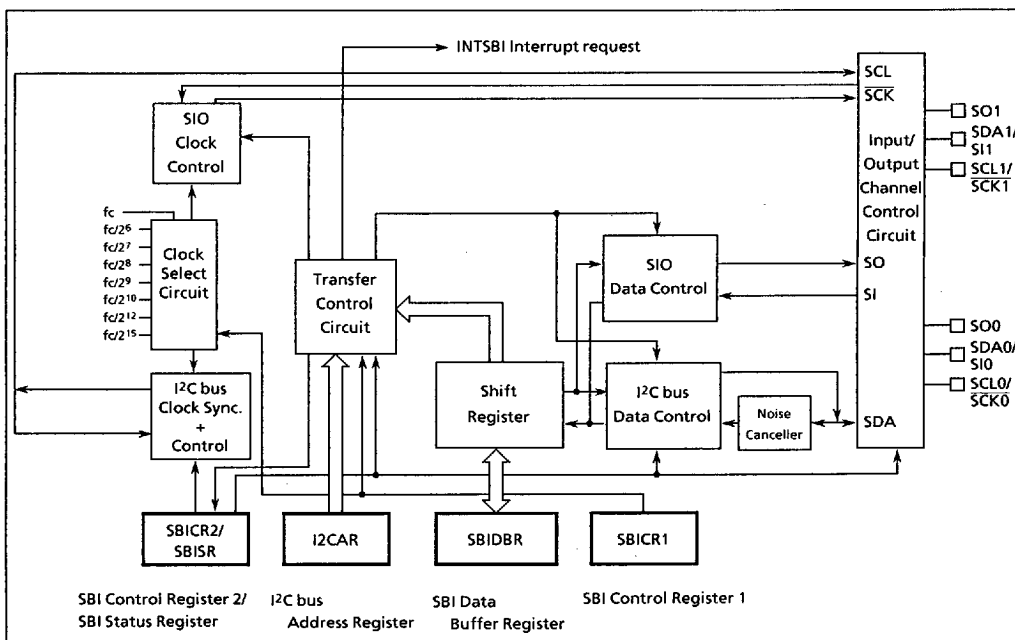 INTSBI Interrupt request
SCL
SCK
SIO
Clock
Control
Input/
Output
Channel
Control
Circuit
SO1
SDA1/
SI1
SCL1/
SCK1
fc
fc/2⁶
fc/2⁷
fc/2⁸
fc/2⁹
fc/2¹⁰
fc/2¹²
fc/2¹⁵
Clock
Select
Circuit
Transfer
Control
Circuit
SIO
Data Control
SO
SI
SO0
SDA0/
SI0
SCL0/
SCK0
I²C bus
Clock Sync.
+
Control
Shift
Register
I²C bus
Data Control
Noise
Canceller
SDA
SBICR2/
SBISR
I2CAR
SBIDBR
SBICR1
SBI Control Register 2/
SBI Status Register
I²C bus
Address Register
SBI Data
Buffer Register
SBI Control Register 1